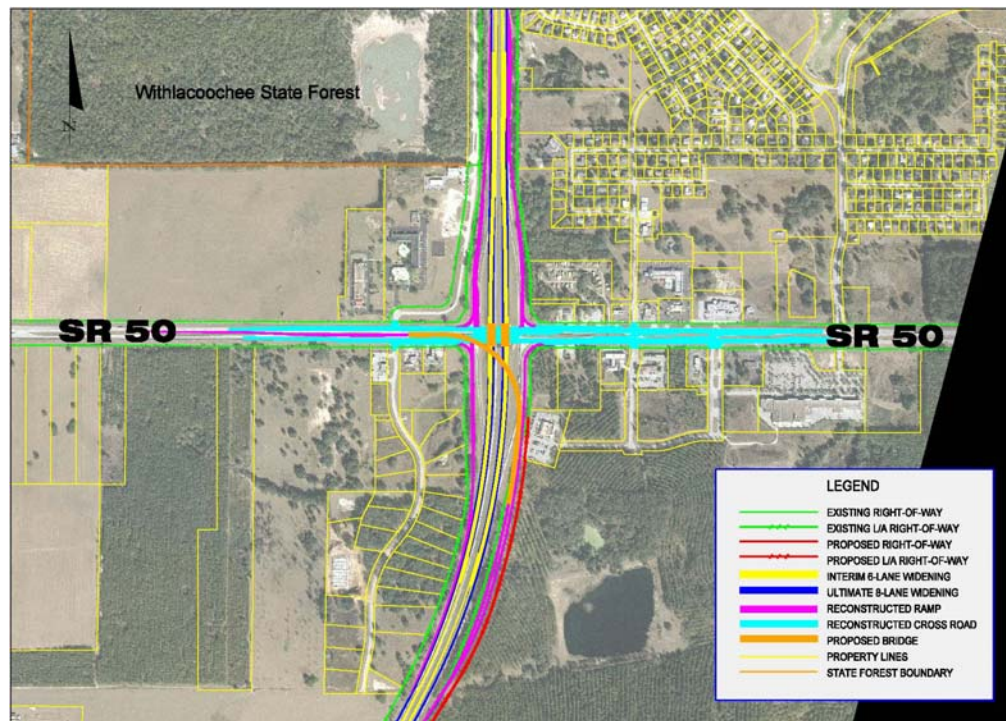 Withlacoochee State Forest
N
SR 50
SR 50
LEGEND
EXISTING RIGHT-OF-WAY
EXISTING L/A RIGHT-OF-WAY
PROPOSED RIGHT-OF-WAY
PROPOSED L/A RIGHT-OF-WAY
INTERIM 6-LANE WIDENING
ULTIMATE 8-LANE WIDENING
RECONSTRUCTED RAMP
RECONSTRUCTED CROSS ROAD
PROPOSED BRIDGE
PROPERTY LINES
STATE FOREST BOUNDARY